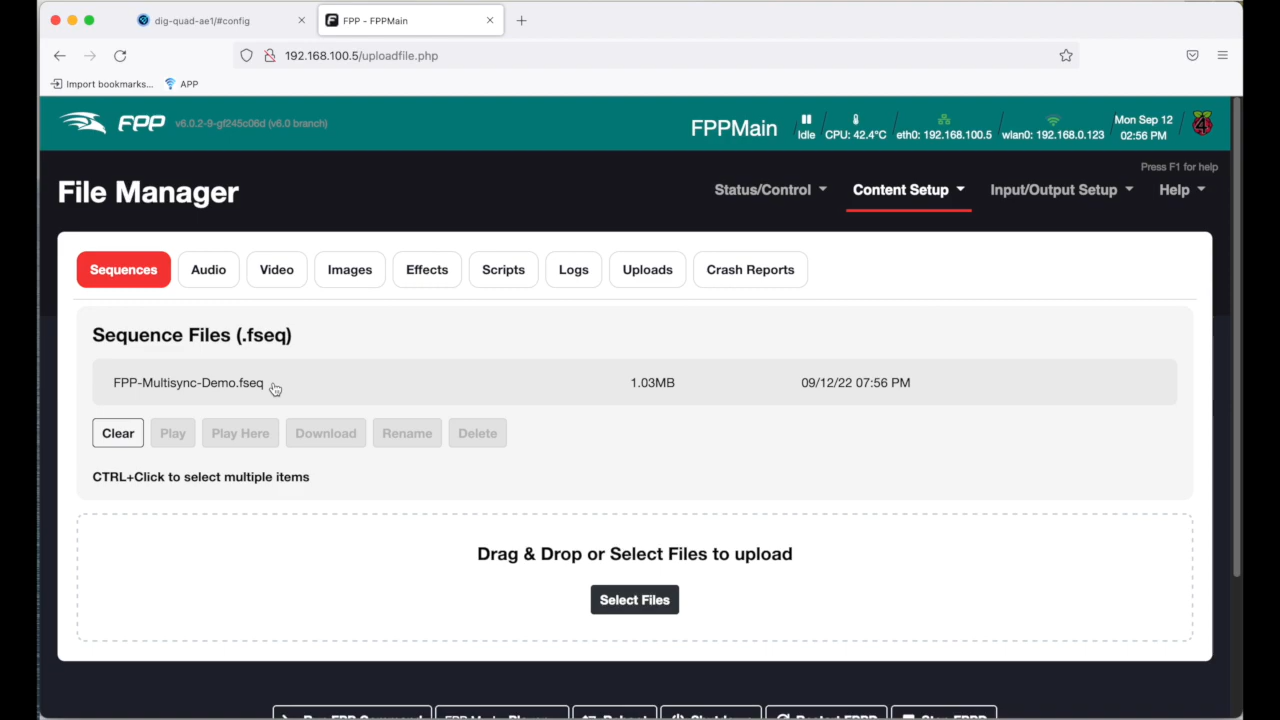 dig-quad-ae1/#config
FPP - FPPMain
192.168.100.5/uploadfile.php
Import bookmarks...
APP
FPP
v6.0.2-9-gf245c06d (v6.0 branch)
FPPMain
Idle
CPU: 42.4°C
eth0: 192.168.100.5
wlan0: 192.168.0.123
Mon Sep 12
02:56 PM
4
Press F1 for help
File Manager
Status/Control
Content Setup
Input/Output Setup
Help
Sequences
Audio
Video
Images
Effects
Scripts
Logs
Uploads
Crash Reports
Sequence Files (.fseq)
FPP-Multisync-Demo.fseq
1.03MB
09/12/22 07:56 PM
Clear
Play
Play Here
Download
Rename
Delete
CTRL+Click to select multiple items
Drag & Drop or Select Files to upload
Select Files